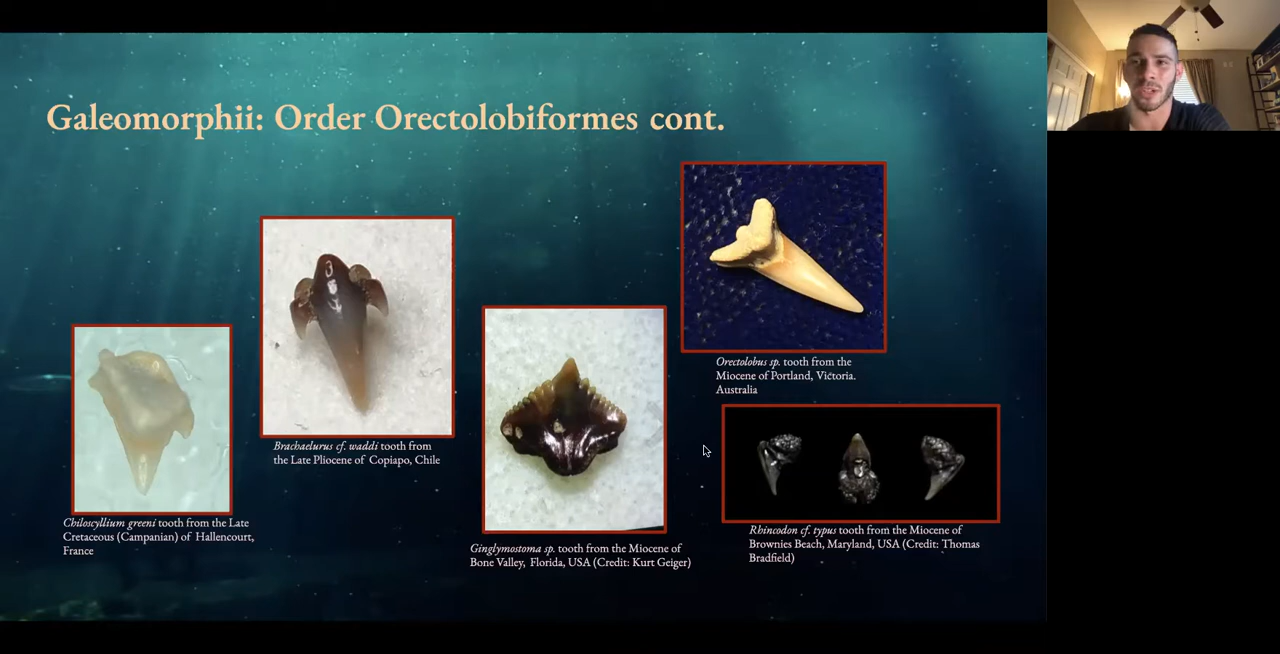 Galeomorphii: Order Orectolobiformes cont.
Chiloscyllium greeni tooth from the Late
Cretaceous (Campanian) of Hallencourt,
France
Brachaelurus cf. waddi tooth from
the Late Pliocene of Copiapo, Chile
Ginglymostoma sp. tooth from the Miocene of
Bone Valley, Florida, USA (Credit: Kurt Geiger)
Orectolobus sp. tooth from the
Miocene of Portland, Victoria.
Australia
Rhincodon cf. typus tooth from the Miocene of
Brownies Beach, Maryland, USA (Credit: Thomas
Bradfield)